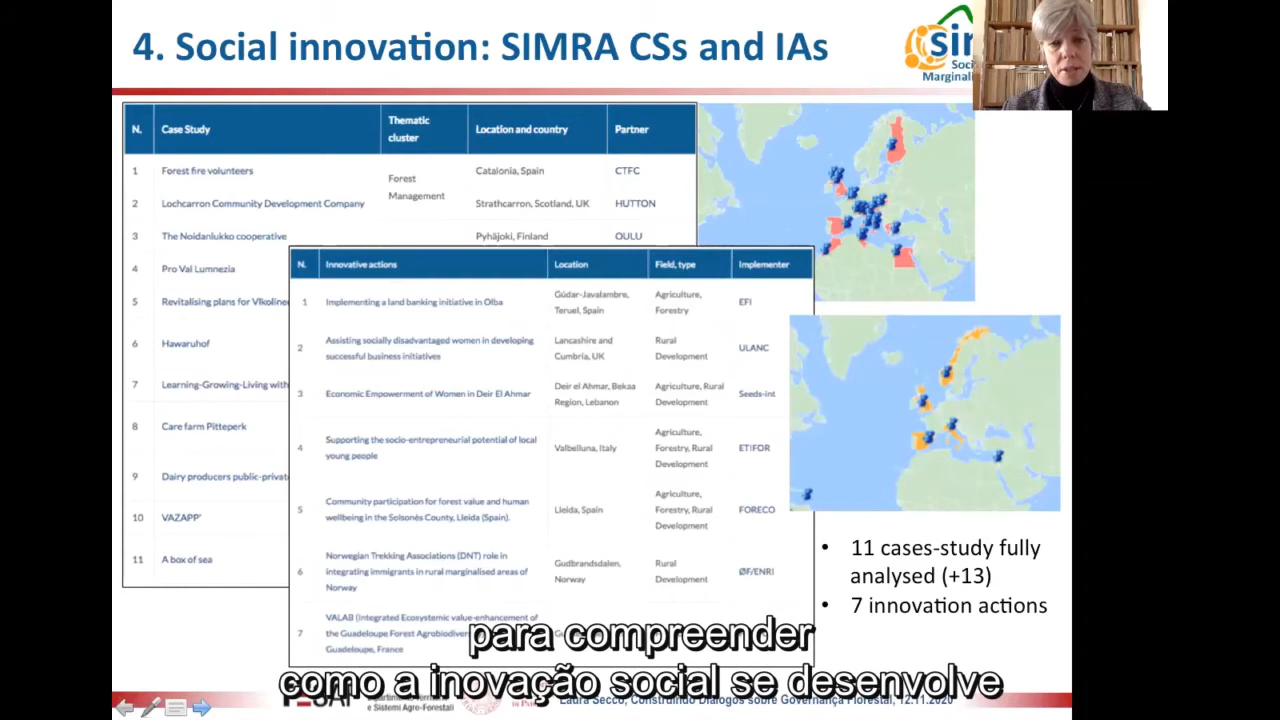 4. Social innovation: SIMRA CSs and IAs
Marginali
N.
Case Study
Thematic
cluster
Location and country
Partner
1
Forest fire volunteers
Forest
Management
Catalonia, Spain
CTFC
2
Lochcarron Community Development Company
Strathcarron, Scotland, UK
HUTTON
3
The Noidanlukko cooperative
Pyhäjoki, Finland
OULU
4
Pro Val Lumnezia
5
Revitalising plans for Vlkolíne
6
Hawaruhof
7
Learning-Growing-Living with
8
Care farm Pitteperk
9
Dairy producers public-privat
10
VAZAPP'
11
A box of sea
N.
Innovative actions
Location
Field, type
Implementer
1
Implementing a land banking initiative in Olba
Gúdar-Javalambre,
Teruel, Spain
Agriculture,
Forestry
EFI
2
Assisting socially disadvantaged women in developing
successful business initiatives
Lancashire and
Cumbria, UK
Rural
Development
ULANC
3
Economic Empowerment of Women in Deir El Ahmar
Deir el Ahmar, Bekaa
Region, Lebanon
Agriculture, Rural
Development
Seeds-int
4
Supporting the socio-entrepreneurial potential of local
young people
Valbelluna, Italy
Agriculture,
Forestry, Rural
Development
ETIFOR
5
Community participation for forest value and human
wellbeing in the Solsonès County, Lleida (Spain).
Lleida, Spain
Agriculture,
Forestry, Rural
Development
FORECO
6
Norwegian Trekking Associations (DNT) role in
integrating immigrants in rural marginalised areas of
Norway
Gudbrandsdalen,
Norway
Rural
Development
ØF/ENRI
7
VALAB (Integrated Ecosystemic value-enhancement of
the Guadeloupe Forest Agrobiodiver
Guadeloupe, France
• 11 cases-study fully
analysed (+13)
• 7 innovation actions
para compreender
como a inovação social se desenvolve
e Sistemi Agro-Forestali
Laura Secco, Construindo Diálogos sobre Governança Florestal, 12.11.2020